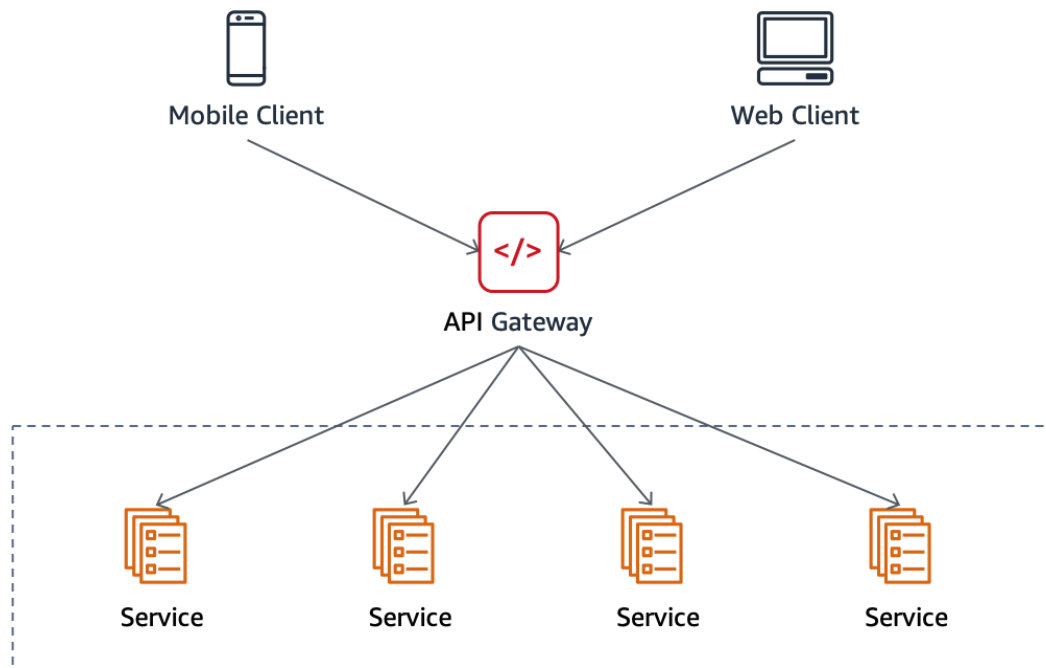 Mobile Client
Web Client
</>
API Gateway
Service
Service
Service
Service